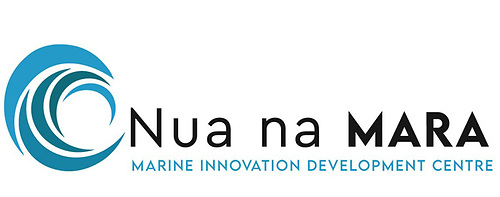 Nua na MARA
MARINE INNOVATION DEVELOPMENT CENTRE